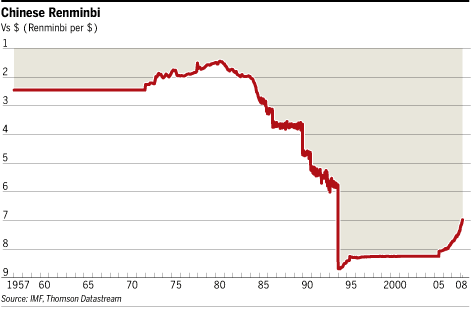 Chinese Renminbi
Vs $ (Renminbi per $)
1
2
3
4
5
6
7
8
9
1957 60 65 70 75 80 85 90 95 2000 05 08
Source: IMF, Thomson Datastream